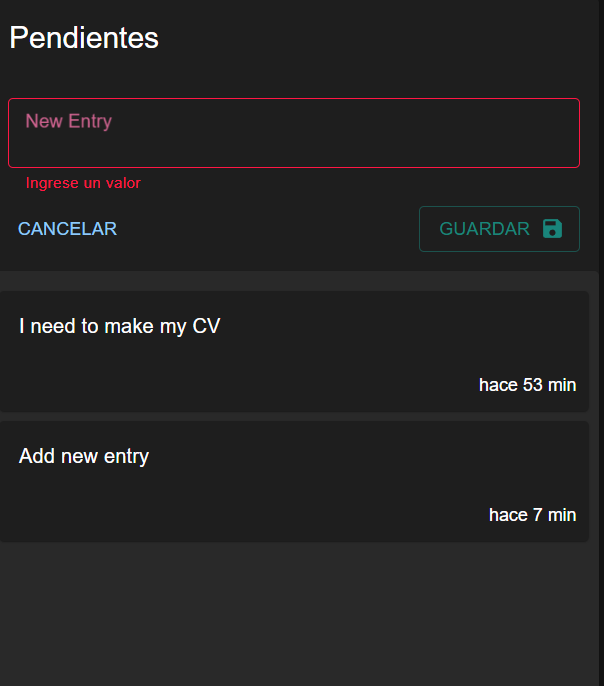 Pendientes
New Entry
Ingrese un valor
CANCELAR
GUARDAR
I need to make my CV
hace 53 min
Add new entry
hace 7 min